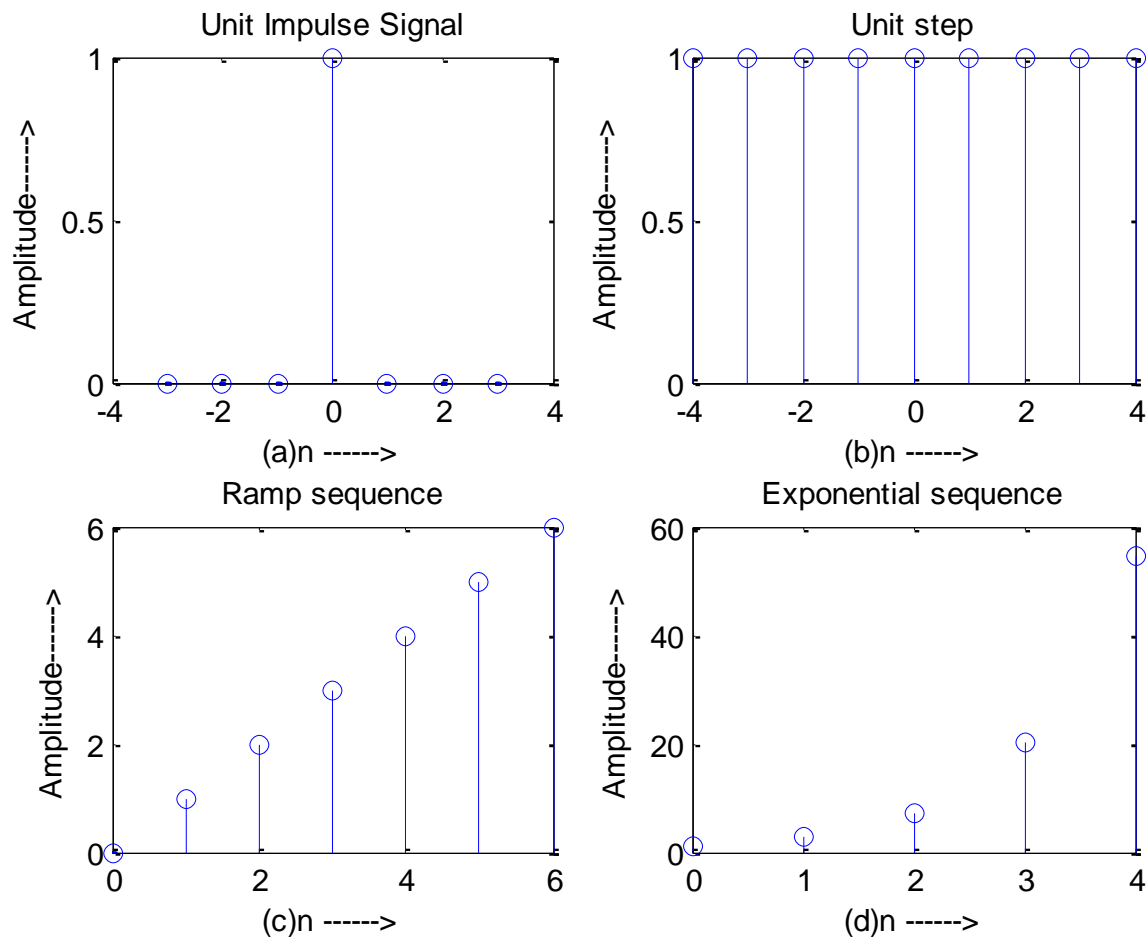 Unit Impulse Signal
1
0.5
0
Amplitude------>
-4 -2 0 2 4
(a)n ------>
Unit step
1
0.5
0
Amplitude------>
-4 -2 0 2 4
(b)n ------>
Ramp sequence
6
4
2
0
Amplitude------>
0 2 4 6
(c)n ------>
Exponential sequence
60
40
20
0
Amplitude------>
0 1 2 3 4
(d)n ------>